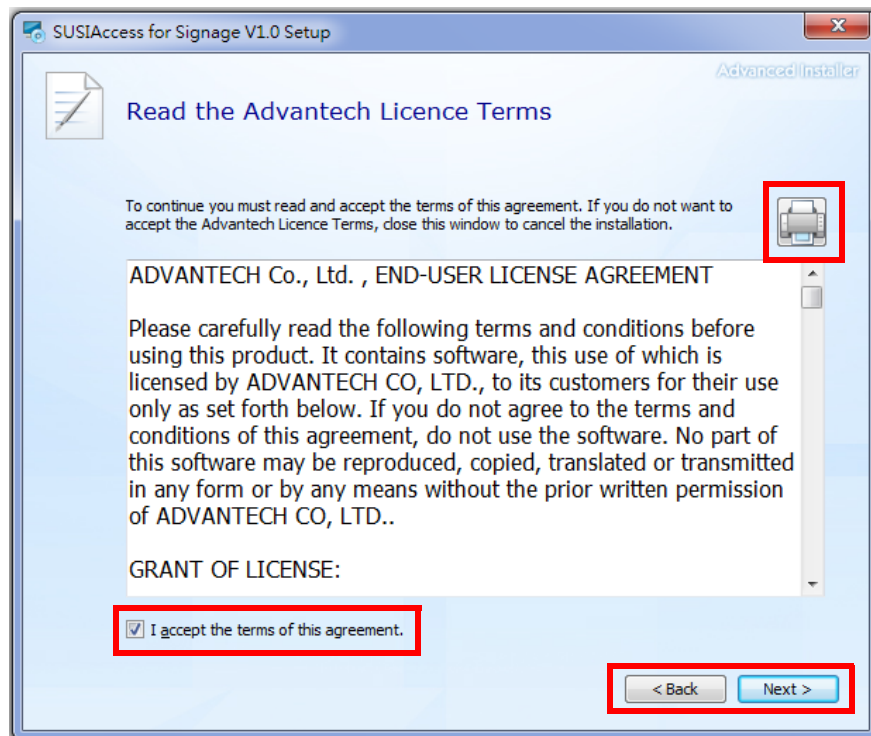 SUSIAccess for Signage V1.0 Setup
Advanced Installer
Read the Advantech Licence Terms
To continue you must read and accept the terms of this agreement. If you do not want to
accept the Advantech Licence Terms, close this window to cancel the installation.
ADVANTECH Co., Ltd. , END-USER LICENSE AGREEMENT
Please carefully read the following terms and conditions before
using this product. It contains software, this use of which is
licensed by ADVANTECH CO, LTD., to its customers for their use
only as set forth below. If you do not agree to the terms and
conditions of this agreement, do not use the software. No part of
this software may be reproduced, copied, translated or transmitted
in any form or by any means without the prior written permission
of ADVANTECH CO, LTD..
GRANT OF LICENSE:
I accept the terms of this agreement.
< Back Next >